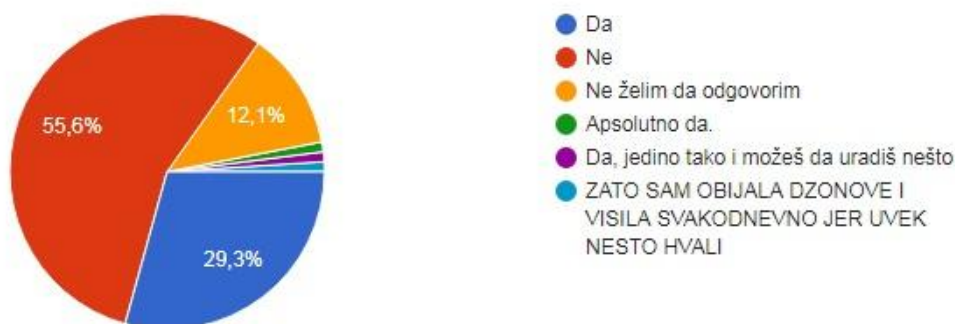 55,6%
12,1%
29,3%
Da
Ne
Ne želim da odgovorim
Apsolutno da.
Da, jedino tako i možeš da uradiš nešto
ZATO SAM OBIJALA DZONOVE I
VISILA SVAKODNEVNO JER UVEK
NESTO HVALI